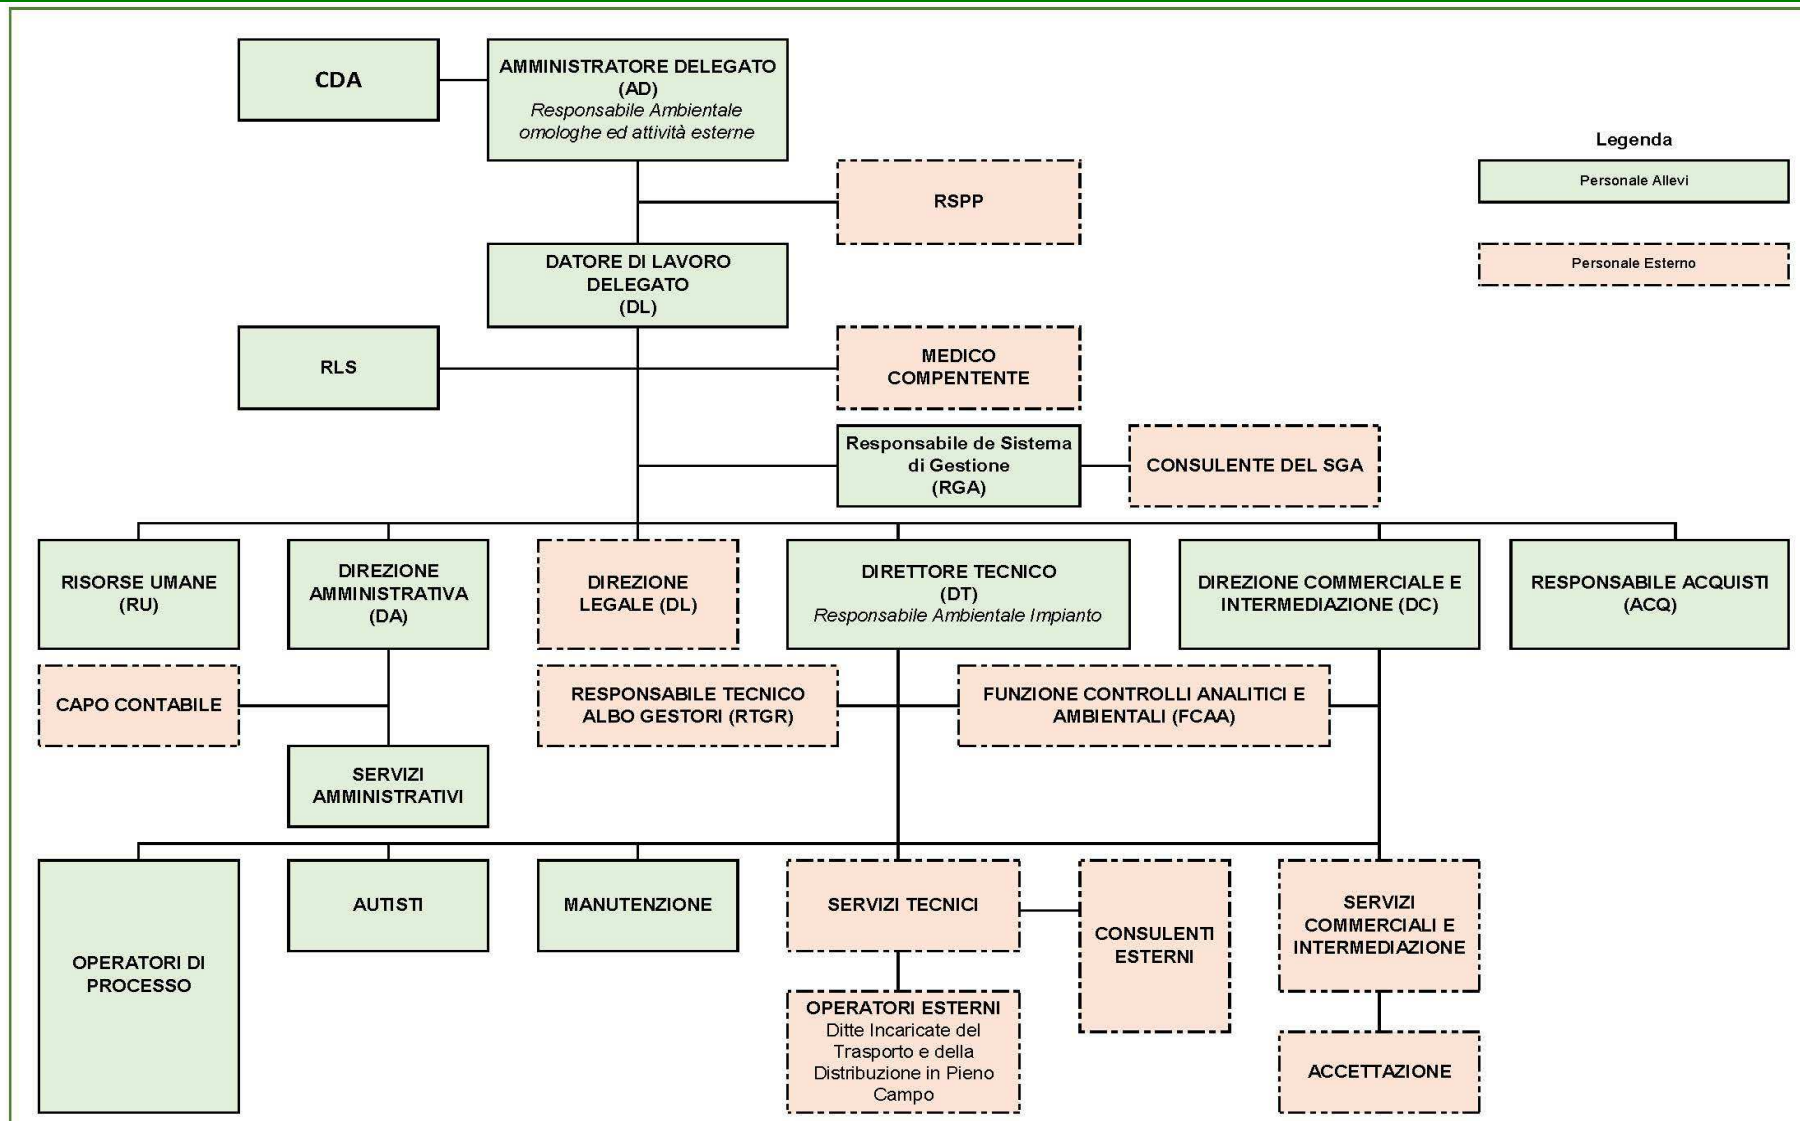 CDA
AMMINISTRATORE DELEGATO
(AD)
Responsabile Ambientale
omologhe ed attività esterne
Legenda
Personale Allevi
RSPP
Personale Esterno
DATORE DI LAVORO
DELEGATO
(DL)
RLS
MEDICO
COMPENTENTE
Responsabile de Sistema
di Gestione
(RGA)
CONSULENTE DEL SGA
RISORSE UMANE
(RU)
DIREZIONE
AMMINISTRATIVA
(DA)
DIREZIONE
LEGALE (DL)
DIRETTORE TECNICO
(DT)
Responsabile Ambientale Impianto
DIREZIONE COMMERCIALE E
INTERMEDIAZIONE (DC)
RESPONSABILE ACQUISTI
(ACQ)
CAPO CONTABILE
RESPONSABILE TECNICO
ALBO GESTORI (RTGR)
FUNZIONE CONTROLLI ANALITICI E
AMBIENTALI (FCAA)
SERVIZI
AMMINISTRATIVI
OPERATORI DI
PROCESSO
AUTISTI
MANUTENZIONE
SERVIZI TECNICI
CONSULENTI
ESTERNI
SERVIZI
COMMERCIALI E
INTERMEDIAZIONE
OPERATORI ESTERNI
Ditte Incaricate del
Trasporto e della
Distribuzione in Pieno
Campo
ACCETTAZIONE